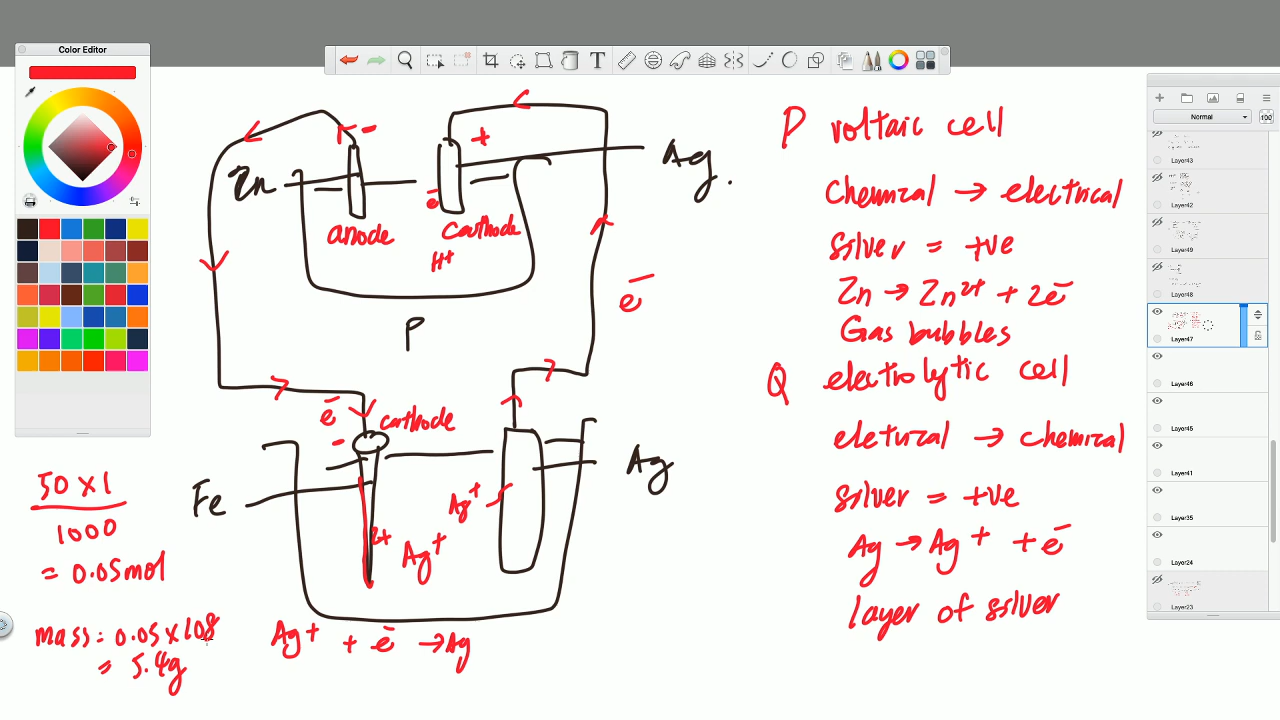 Color Editor
Zn
-
+
Ag.
anode
e
Cathode
H+
P
e-
e-
cathode
-
Fe
Ag+
2+
Ag+
Ag
Ag+ + e- → Ag
50 x 1
1000
= 0.05 mol
mass: 0.05 x 108
= 5.4g
P voltaic cell
Chemical → electrical
silver = +ve
Zn → Zn2+ + 2e-
Gas bubbles
Q electrolytic cell
eletrical → chemical
silver = +ve
Ag → Ag+ + e-
layer of silver
Normal
100
Layer43
Layer42
Layer49
Layer48
Layer47
Layer46
Layer45
Layer41
Layer35
Layer24
Layer23